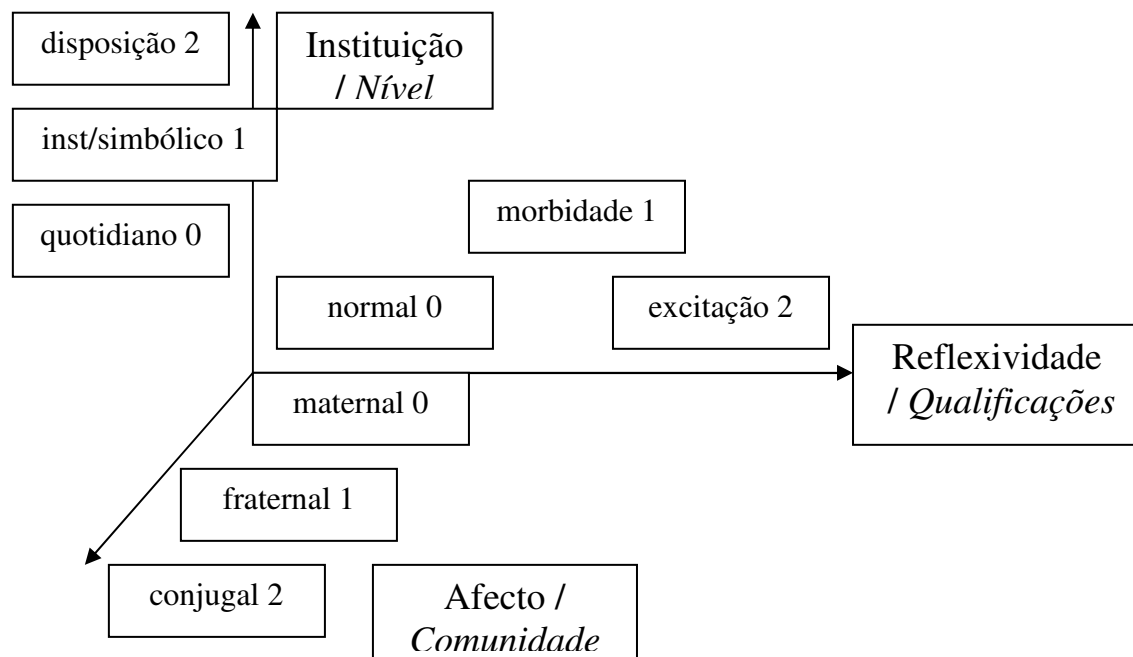 disposição 2
Instituição
/ Nível
inst/simbólico 1
morbidade 1
quotidiano 0
normal 0
excitação 2
Reflexividade
/ Qualificações
maternal 0
fraternal 1
conjugal 2
Afecto /
Comunidade